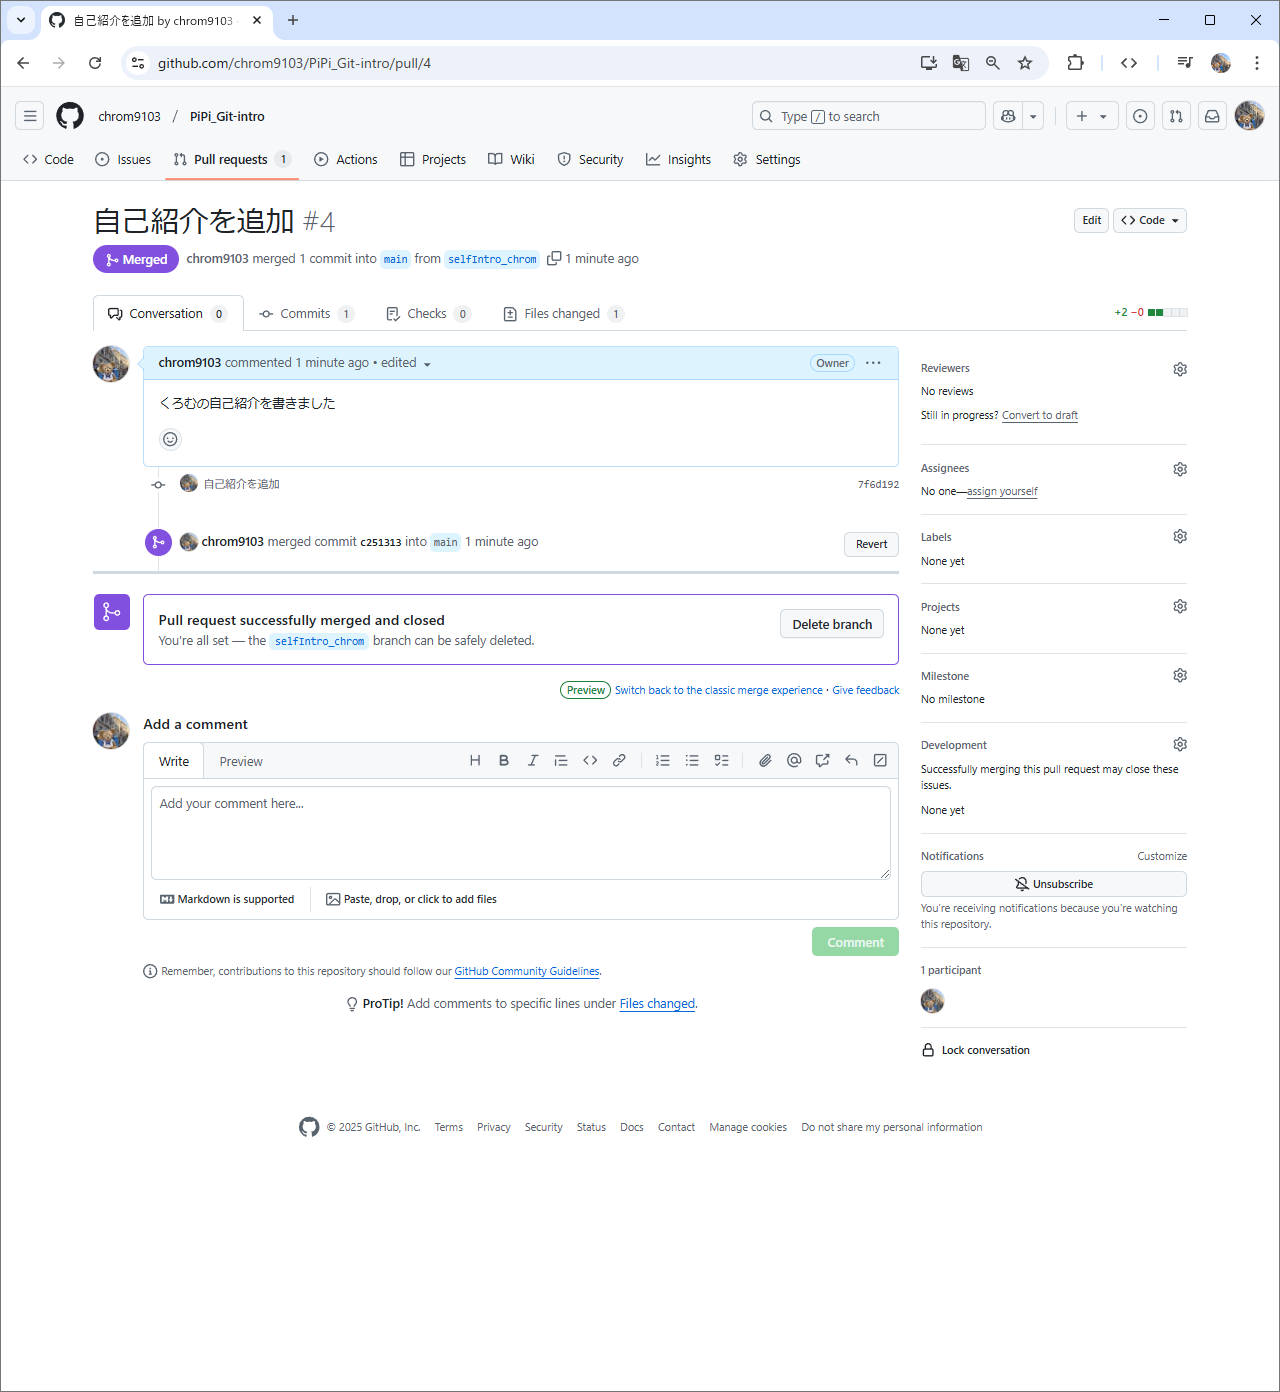 自己紹介を追加 by chrom9103
github.com/chrom9103/PiPi_Git-intro/pull/4
chrom9103 / PiPi_Git-intro
Type / to search
Code
Issues
Pull requests 1
Actions
Projects
Wiki
Security
Insights
Settings
自己紹介を追加 #4
Edit
Code
Merged chrom9103 merged 1 commit into main from selfIntro_chrom 1 minute ago
Conversation 0
Commits 1
Checks 0
Files changed 1
+2 −0
chrom9103 commented 1 minute ago • edited
Owner
くろむの自己紹介を書きました
自己紹介を追加
7f6d192
chrom9103 merged commit c251313 into main 1 minute ago
Revert
Pull request successfully merged and closed
You're all set — the selfIntro_chrom branch can be safely deleted.
Delete branch
Preview Switch back to the classic merge experience • Give feedback
Add a comment
Write
Preview
Add your comment here...
Markdown is supported
Paste, drop, or click to add files
Comment
Remember, contributions to this repository should follow our GitHub Community Guidelines.
ProTip! Add comments to specific lines under Files changed.
Reviewers
No reviews
Still in progress? Convert to draft
Assignees
No one—assign yourself
Labels
None yet
Projects
None yet
Milestone
No milestone
Development
Successfully merging this pull request may close these
issues.
None yet
Notifications
Customize
Unsubscribe
You're receiving notifications because you're watching
this repository.
1 participant
Lock conversation
© 2025 GitHub, Inc.
Terms
Privacy
Security
Status
Docs
Contact
Manage cookies
Do not share my personal information